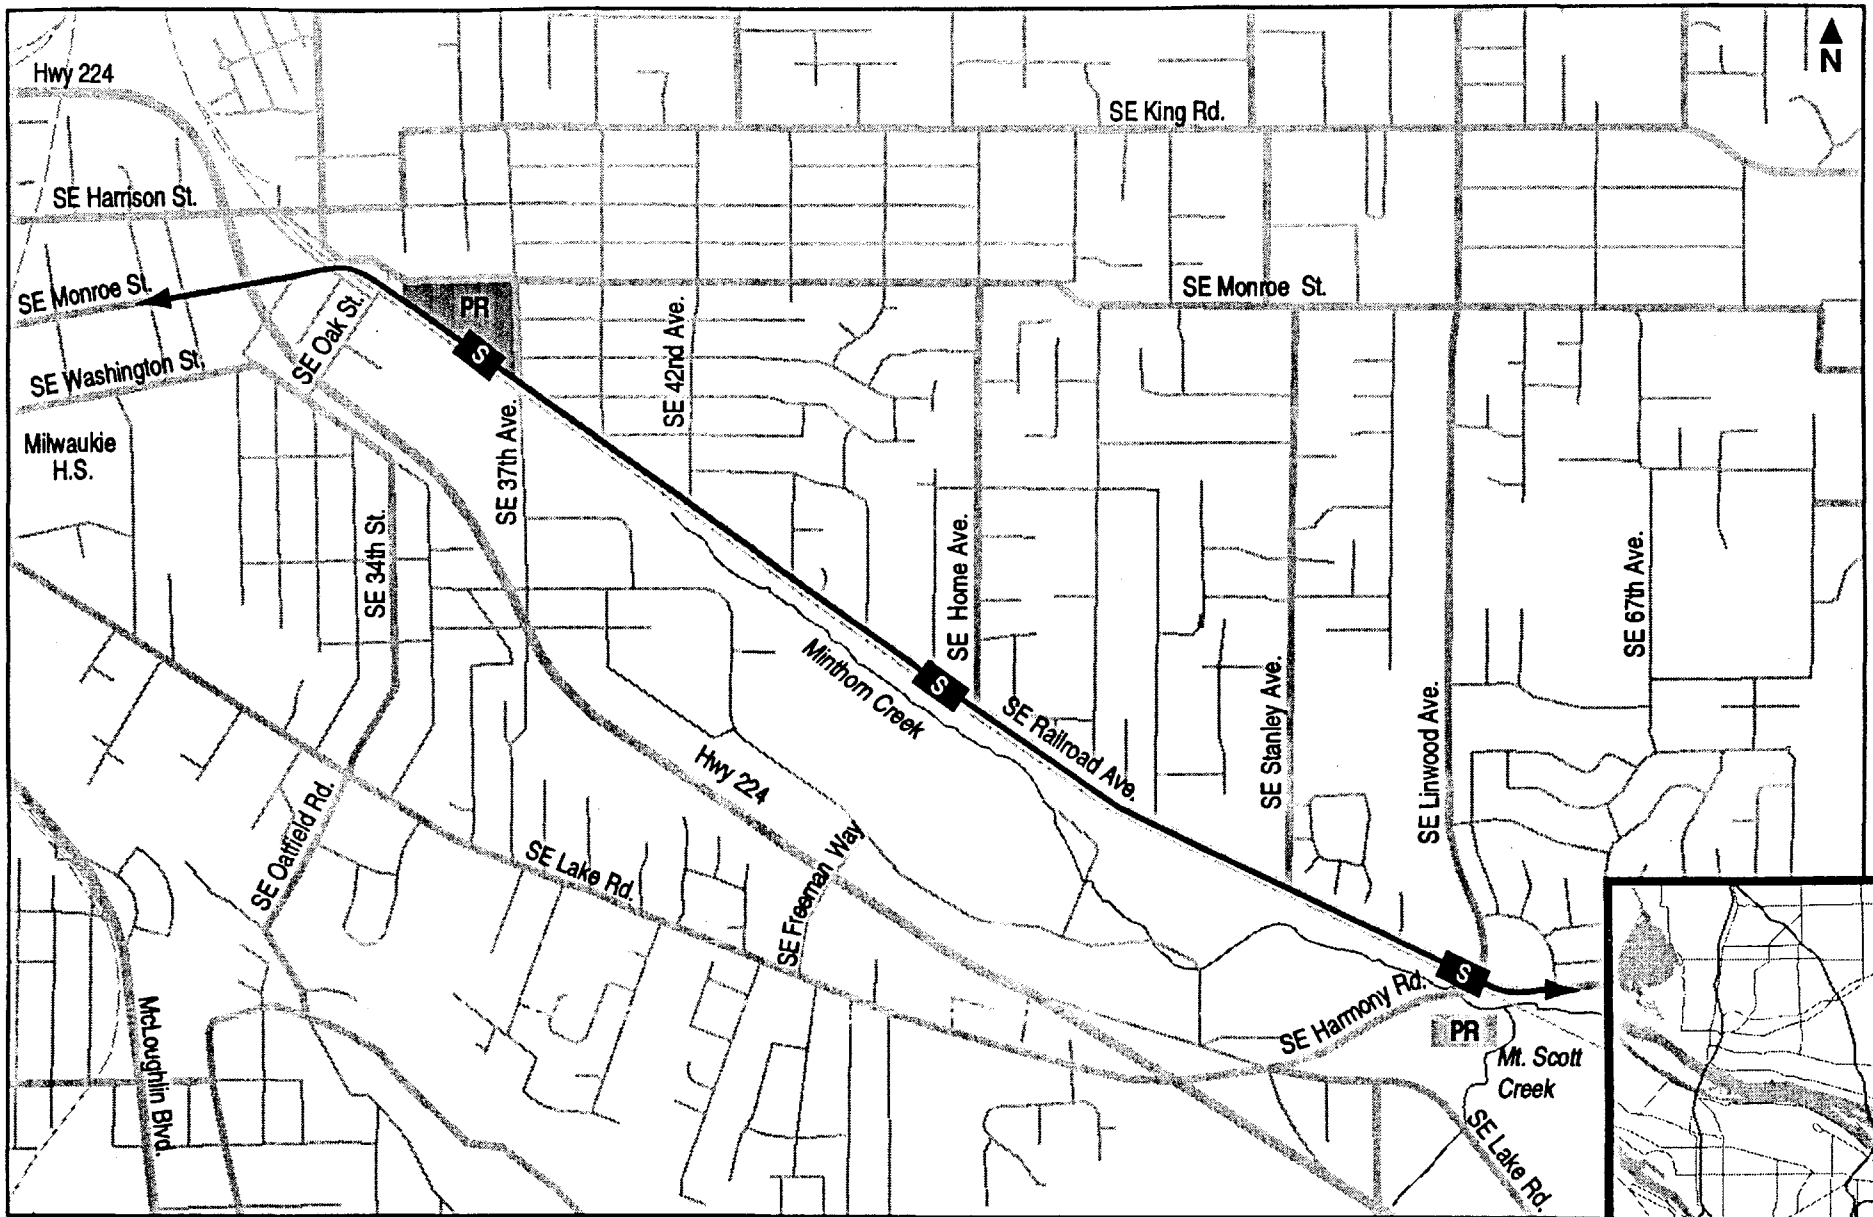 N
Hwy 224
SE King Rd.
SE Harrison St.
SE Monroe St.
SE Monroe St.
PR
S
SE Oak St.
SE 42nd Ave.
SE Washington St.
Milwaukie
H.S.
SE 37th Ave.
SE 34th St.
SE Home Ave.
SE 67th Ave.
Minthorn Creek
S
SE Railroad Ave.
SE Stanley Ave.
SE Linwood Ave.
Hwy 224
SE Oatfield Rd.
SE Lake Rd.
SE Freeman Way
S
SE Harmony Rd.
PR
Mt. Scott
Creek
McLoughlin Blvd.
SE Lake Rd.